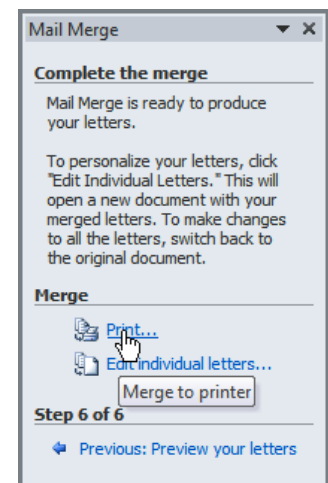 Mail Merge
Complete the merge
Mail Merge is ready to produce
your letters.
To personalize your letters, click
"Edit Individual Letters." This will
open a new document with your
merged letters. To make changes
to all the letters, switch back to
the original document.
Merge
Print...
Edit individual letters...
Merge to printer
Step 6 of 6
Previous: Preview your letters